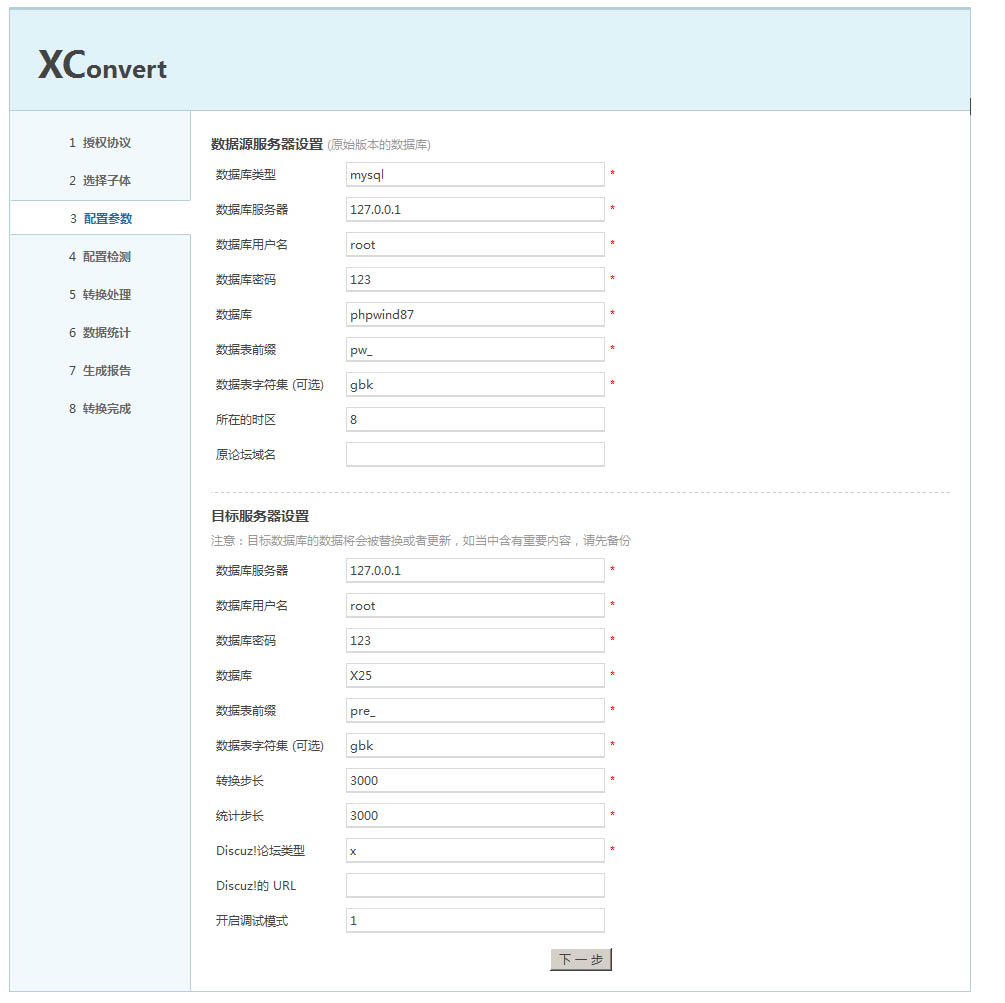 XConvert
1 授权协议
2 选择子体
3 配置参数
4 配置检测
5 转换处理
6 数据统计
7 生成报告
8 转换完成
数据源服务器设置 (原始版本的数据库)
数据库类型 mysql *
数据库服务器 127.0.0.1 *
数据库用户名 root *
数据库密码 123 *
数据库 phpwind87 *
数据表前缀 pw_ *
数据表字符集 (可选) gbk *
所在的时区 8
原论坛域名
目标服务器设置
注意：目标数据库的数据将会被替换或者更新，如当中含有重要内容，请先备份
数据库服务器 127.0.0.1 *
数据库用户名 root *
数据库密码 123 *
数据库 X25 *
数据表前缀 pre_ *
数据表字符集 (可选) gbk *
转换步长 3000 *
统计步长 3000 *
Discuz!论坛类型 x *
Discuz!的 URL
开启调试模式 1
下 一 步